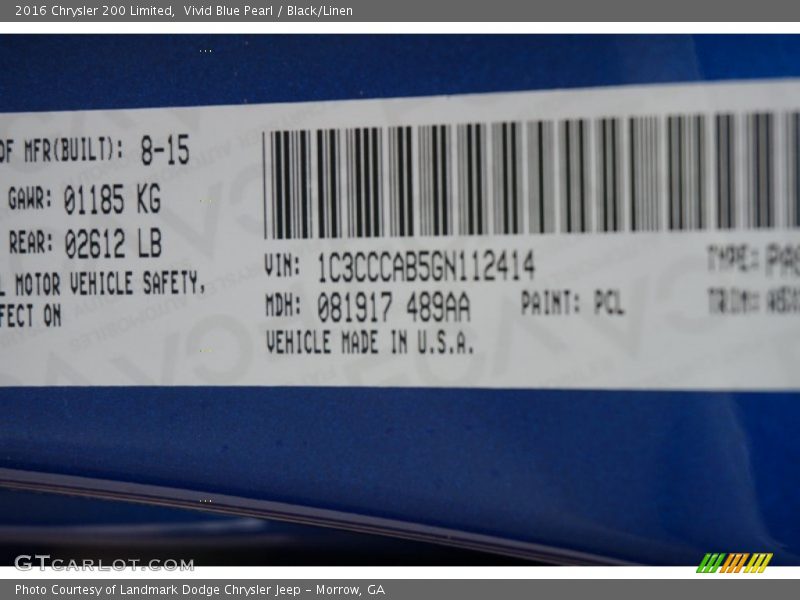 2016 Chrysler 200 Limited, Vivid Blue Pearl / Black/Linen
OF MFR(BUILT): 8-15
GAWR: 01185 KG
REAR: 02612 LB
L MOTOR VEHICLE SAFETY,
FECT ON
VIN: 1C3CCCAB5GN112414
MDH: 081917 489AA
PAINT: PCL
VEHICLE MADE IN U.S.A.
TYPE: PAS
TRIM:
GTCARLOT.COM
Photo Courtesy of Landmark Dodge Chrysler Jeep – Morrow, GA